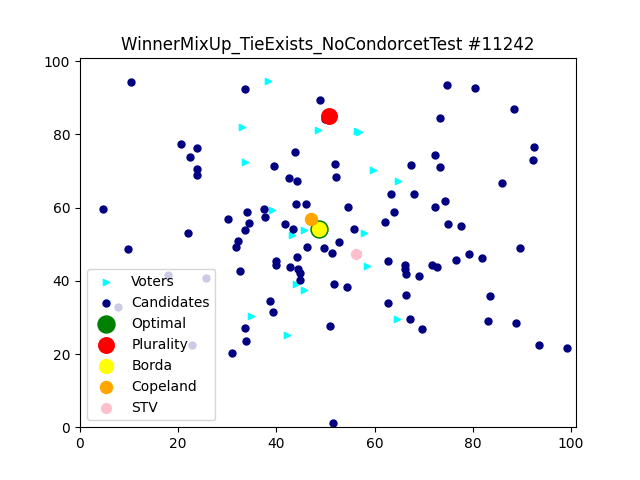 WinnerMixUp_TieExists_NoCondorcetTest #11242
100
80
60
40
20
0
Voters
Candidates
Optimal
Plurality
Borda
Copeland
STV
0 20 40 60 80 100